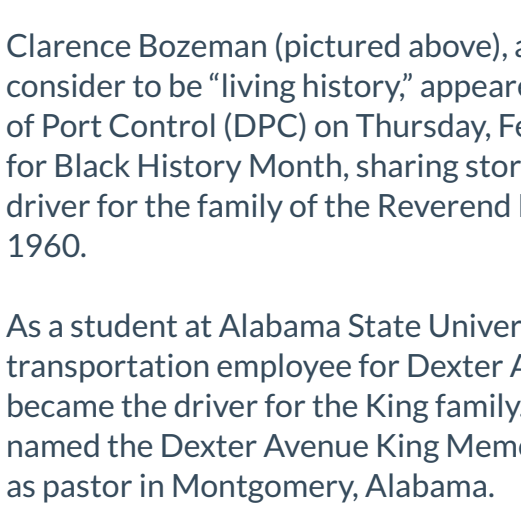 Clarence Bozeman (pictured above), a
consider to be “living history,” appear
of Port Control (DPC) on Thursday, Fe
for Black History Month, sharing stor
driver for the family of the Reverend
1960.
As a student at Alabama State Univer
transportation employee for Dexter A
became the driver for the King family.
named the Dexter Avenue King Mem
as pastor in Montgomery, Alabama.